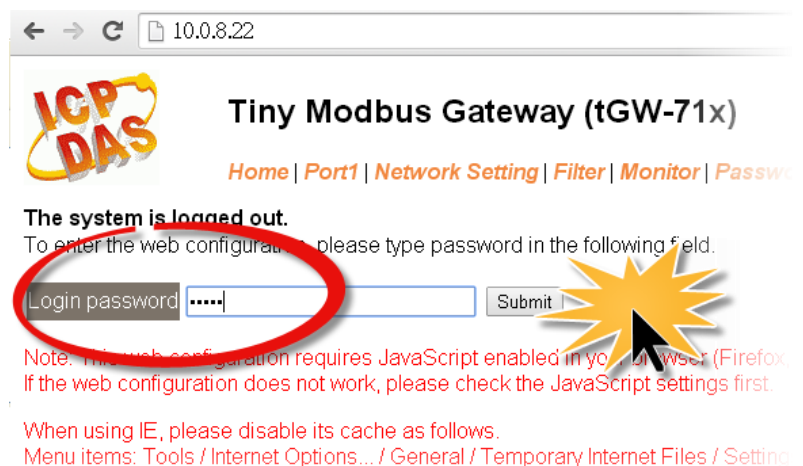 10.0.8.22
ICP
DAS
Tiny Modbus Gateway (tGW-71x)
Home | Port1 | Network Setting | Filter | Monitor | Passwo
The system is logged out.
To enter the web configuration, please type password in the following field.
Login password ••••• Submit
Note: This web configuration requires JavaScript enabled in your browser (Firefox,
If the web configuration does not work, please check the JavaScript settings first.
When using IE, please disable its cache as follows.
Menu items: Tools / Internet Options... / General / Temporary Internet Files / Setting